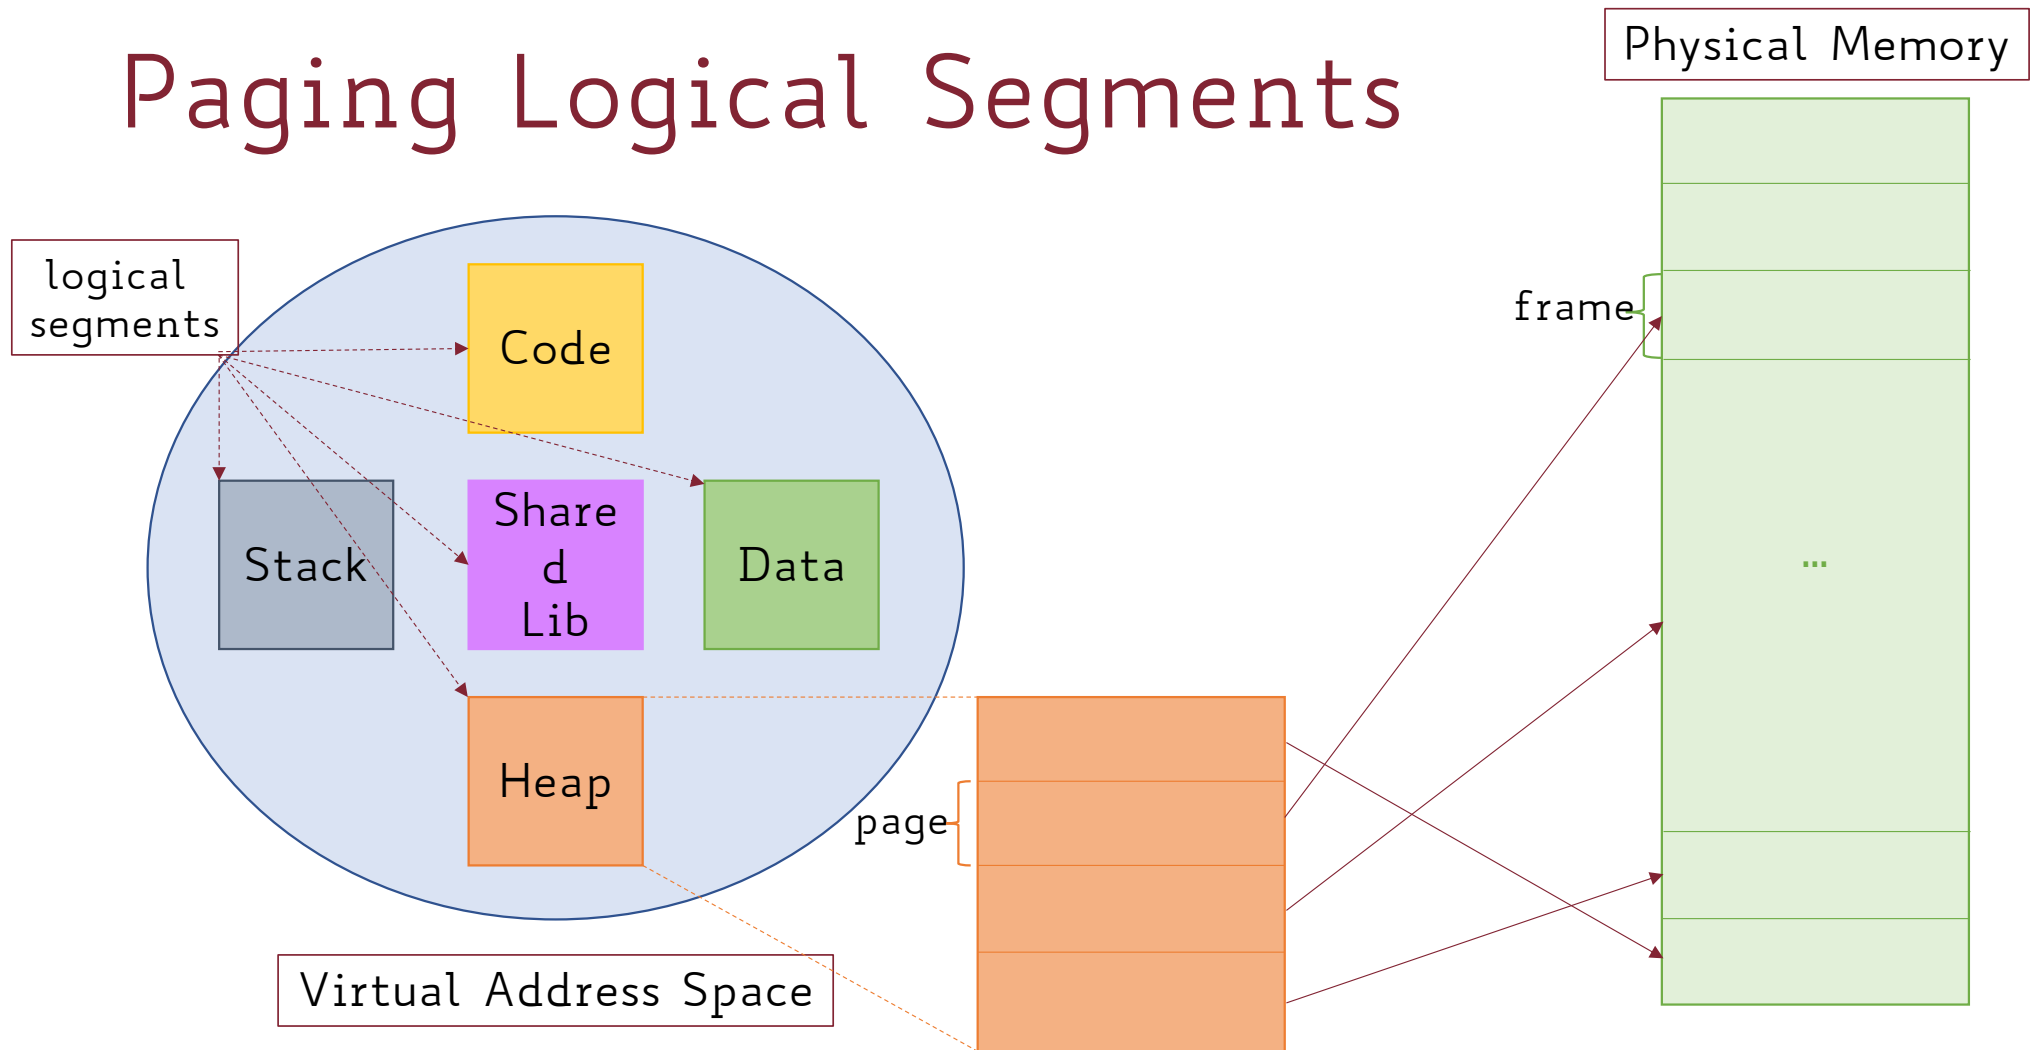 Paging Logical Segments
Physical Memory
logical
segments
Code
frame
Stack
Share
d
Lib
Data
...
Heap
page
Virtual Address Space